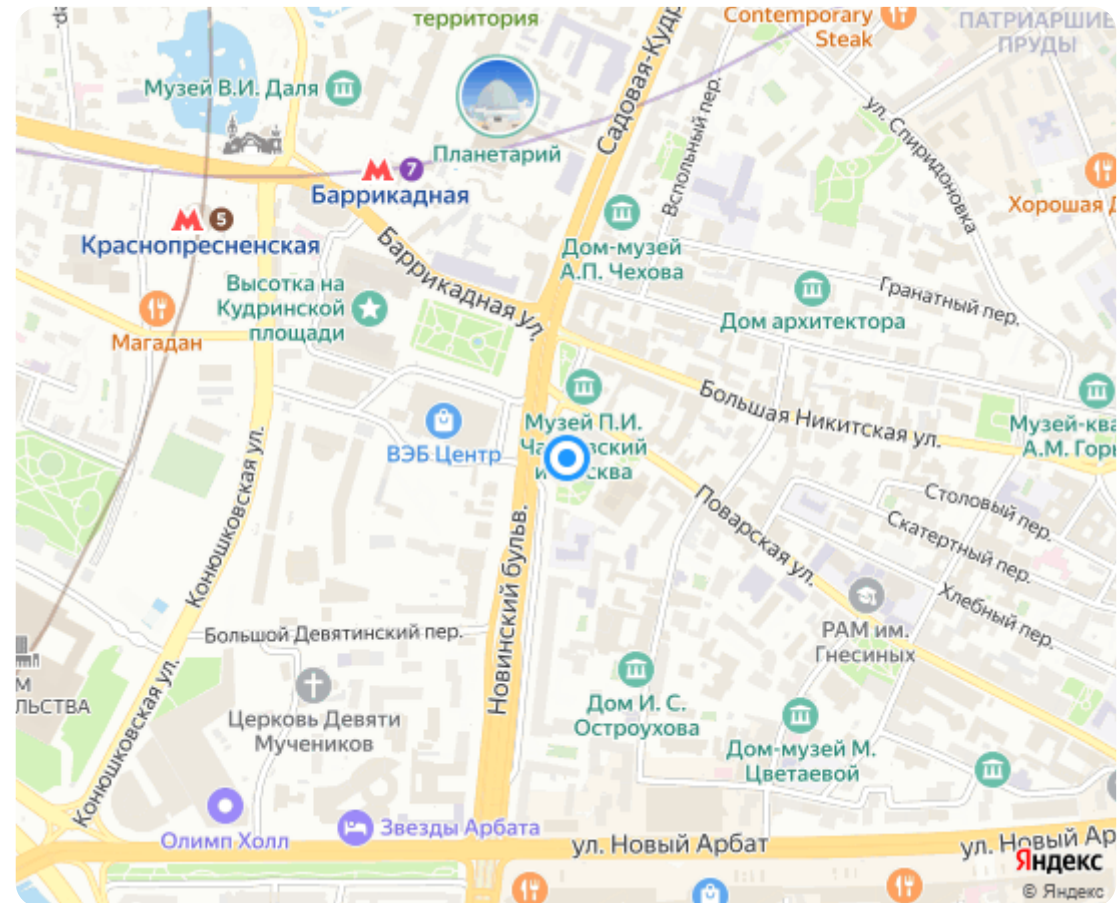 территория
Contemporary
Steak
ПАТРИАРШИЕ
ПРУДЫ
Музей В.И. Даля
Планетарий
Садовая-Кудр
Вспольный пер.
ул. Спиридоновка
7
Баррикадная
5
Краснопресненская
Хорошая
Дом-музей
А.П. Чехова
Баррикадная ул.
Высотка на
Кудринской
площади
Гранатный пер.
Дом архитектора
Магадан
Большая Никитская ул.
Музей П.И.
ВЭБ Центр
Музей-ква
А.М. Горь
Столовый пер.
Скатертный пер.
Хлебный пер.
Поварская ул.
Конюшковская ул.
Новинский бульв.
РАМ им.
Гнесиных
Большой Девятинский пер.
М
ЛЬСТВА
Церковь Девяти
Мучеников
Дом И. С.
Остроухова
Дом-музей М.
Цветаевой
Конюшковская ул.
Олимп Холл
Звезды Арбата
ул. Новый Арбат
ул. Новый Ар
Яндекс
© Яндекс